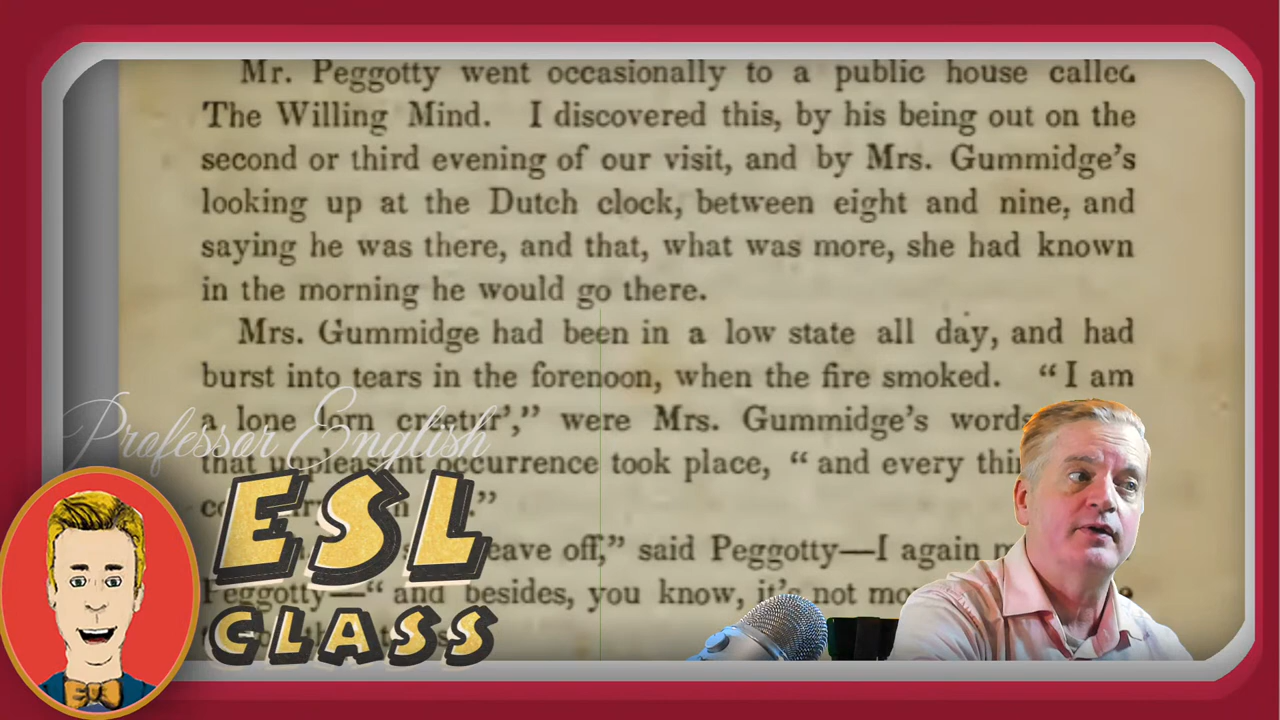 Mr. Peggotty went occasionally to a public house called
The Willing Mind. I discovered this, by his being out on the
second or third evening of our visit, and by Mrs. Gummidge's
looking up at the Dutch clock, between eight and nine, and
saying he was there, and that, what was more, she had known
in the morning he would go there.
Mrs. Gummidge had been in a low state all day, and had
burst into tears in the forenoon, when the fire smoked. “ I am
a lone lorn creetur',” were Mrs. Gummidge's words
that unpleasant occurrence took place, “ and every
”
eave off,” said Peggotty—I again
Peggotty—“ and besides, you know, it's not
Professor English
ESL
CLASS